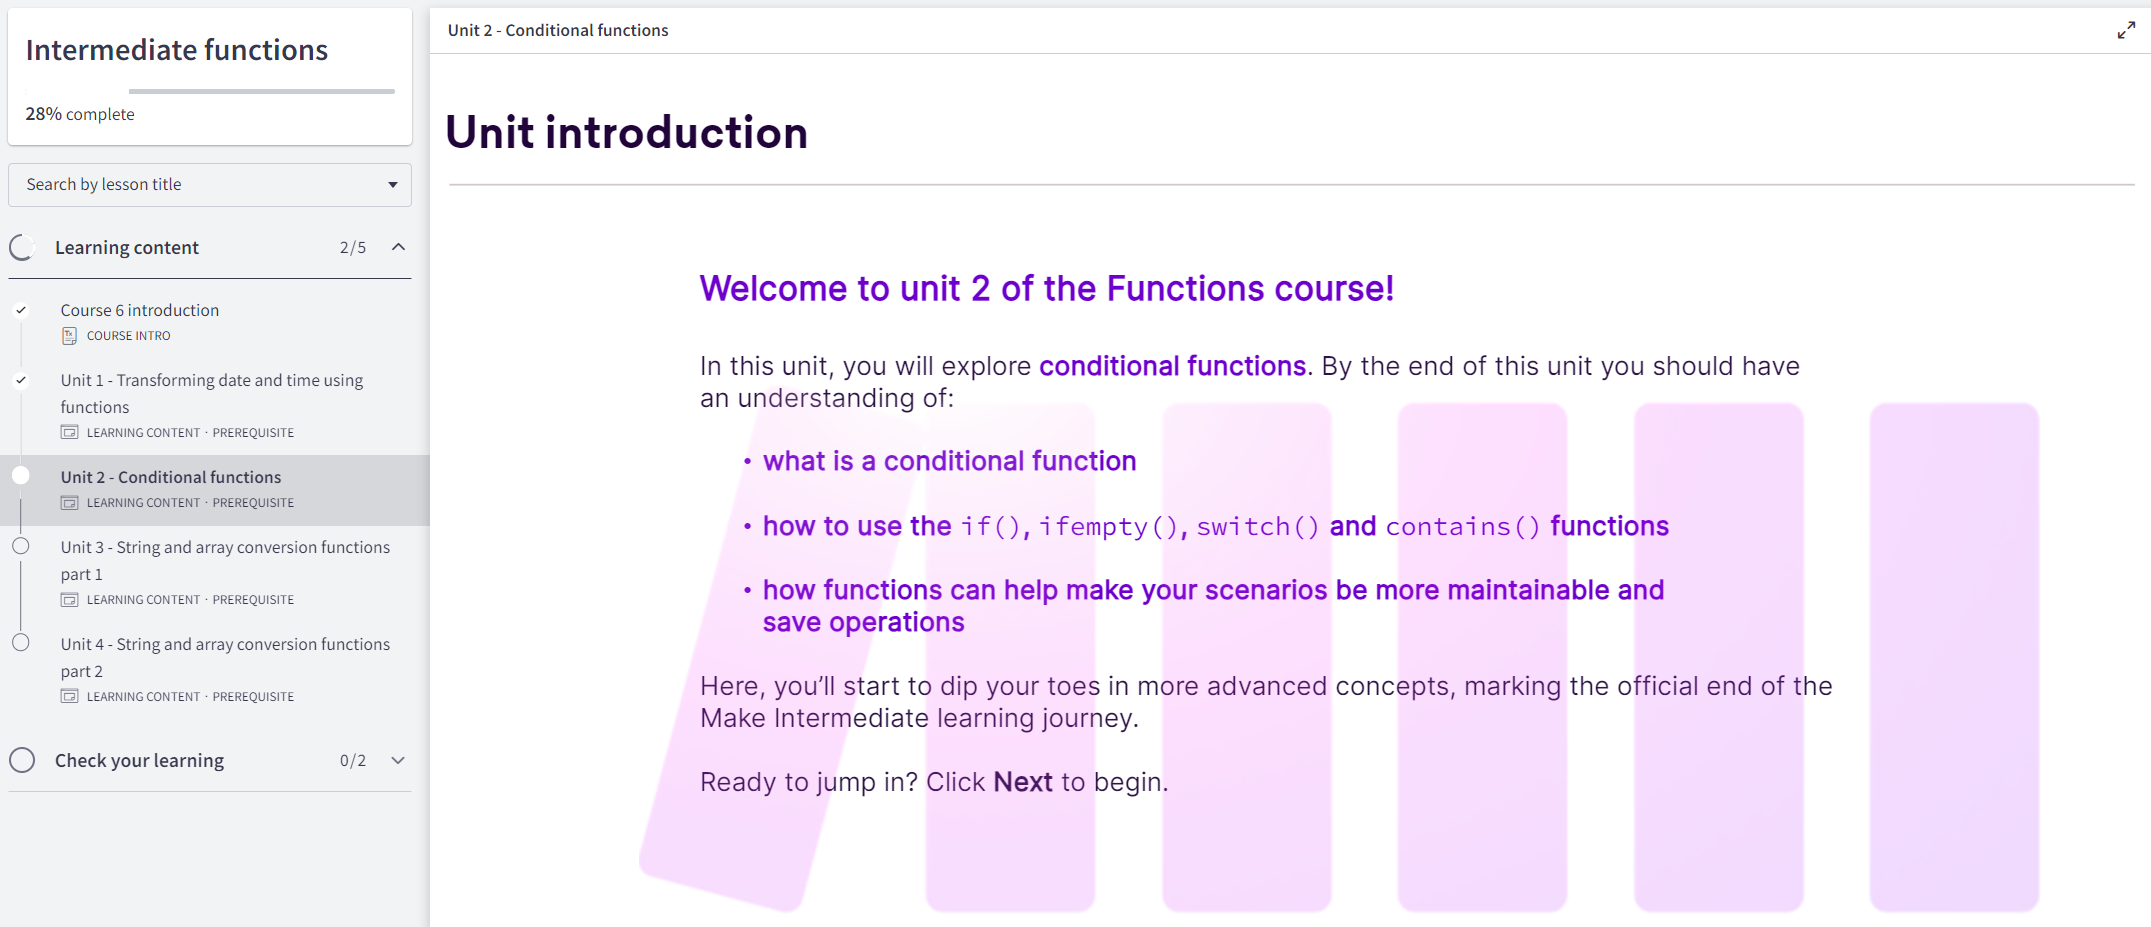 Intermediate functions
28% complete
Search by lesson title
Learning content 2/5
Course 6 introduction
COURSE INTRO
Unit 1 - Transforming date and time using
functions
LEARNING CONTENT · PREREQUISITE
Unit 2 - Conditional functions
LEARNING CONTENT · PREREQUISITE
Unit 3 - String and array conversion functions
part 1
LEARNING CONTENT · PREREQUISITE
Unit 4 - String and array conversion functions
part 2
LEARNING CONTENT · PREREQUISITE
Check your learning 0/2
Unit 2 - Conditional functions
Unit introduction
Welcome to unit 2 of the Functions course!
In this unit, you will explore conditional functions. By the end of this unit you should have
an understanding of:
• what is a conditional function
• how to use the if(), ifempty(), switch() and contains() functions
• how functions can help make your scenarios be more maintainable and
save operations
Here, you’ll start to dip your toes in more advanced concepts, marking the official end of the
Make Intermediate learning journey.
Ready to jump in? Click Next to begin.